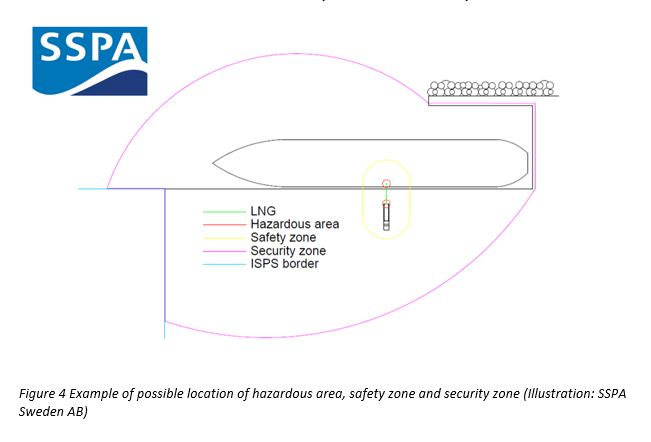 SSPA
LNG
Hazardous area
Safety zone
Security zone
ISPS border
Figure 4 Example of possible location of hazardous area, safety zone and security zone (Illustration: SSPA
Sweden AB)